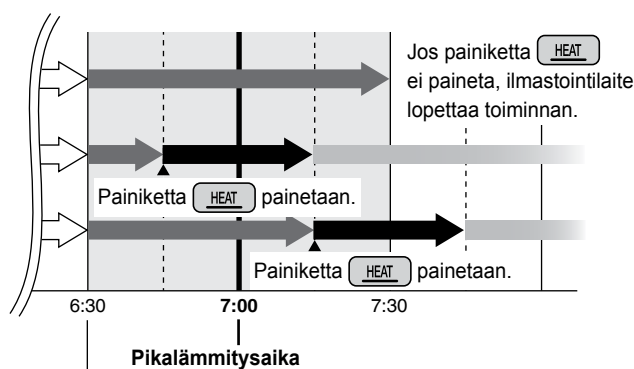 Jos painiketta HEAT
ei paineta, ilmastointilaite
lopettaa toiminnan.
Painiketta HEAT painetaan.
Painiketta HEAT painetaan.
6:30 7:00 7:30
Pikalämmitysaika